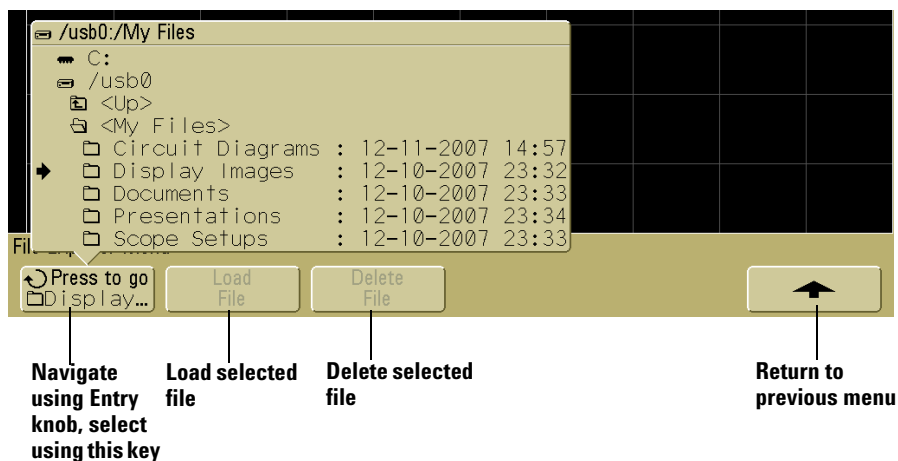 /usb0:/My Files
C:
/usb0
<Up>
<My Files>
Circuit Diagrams : 12-11-2007 14:57
Display Images : 12-10-2007 23:32
Documents : 12-10-2007 23:33
Presentations : 12-10-2007 23:34
Scope Setups : 12-10-2007 23:33
Press to go
Display...
Load
File
Delete
File
Navigate
using Entry
knob, select
using this key
Load selected
file
Delete selected
file
Return to
previous menu